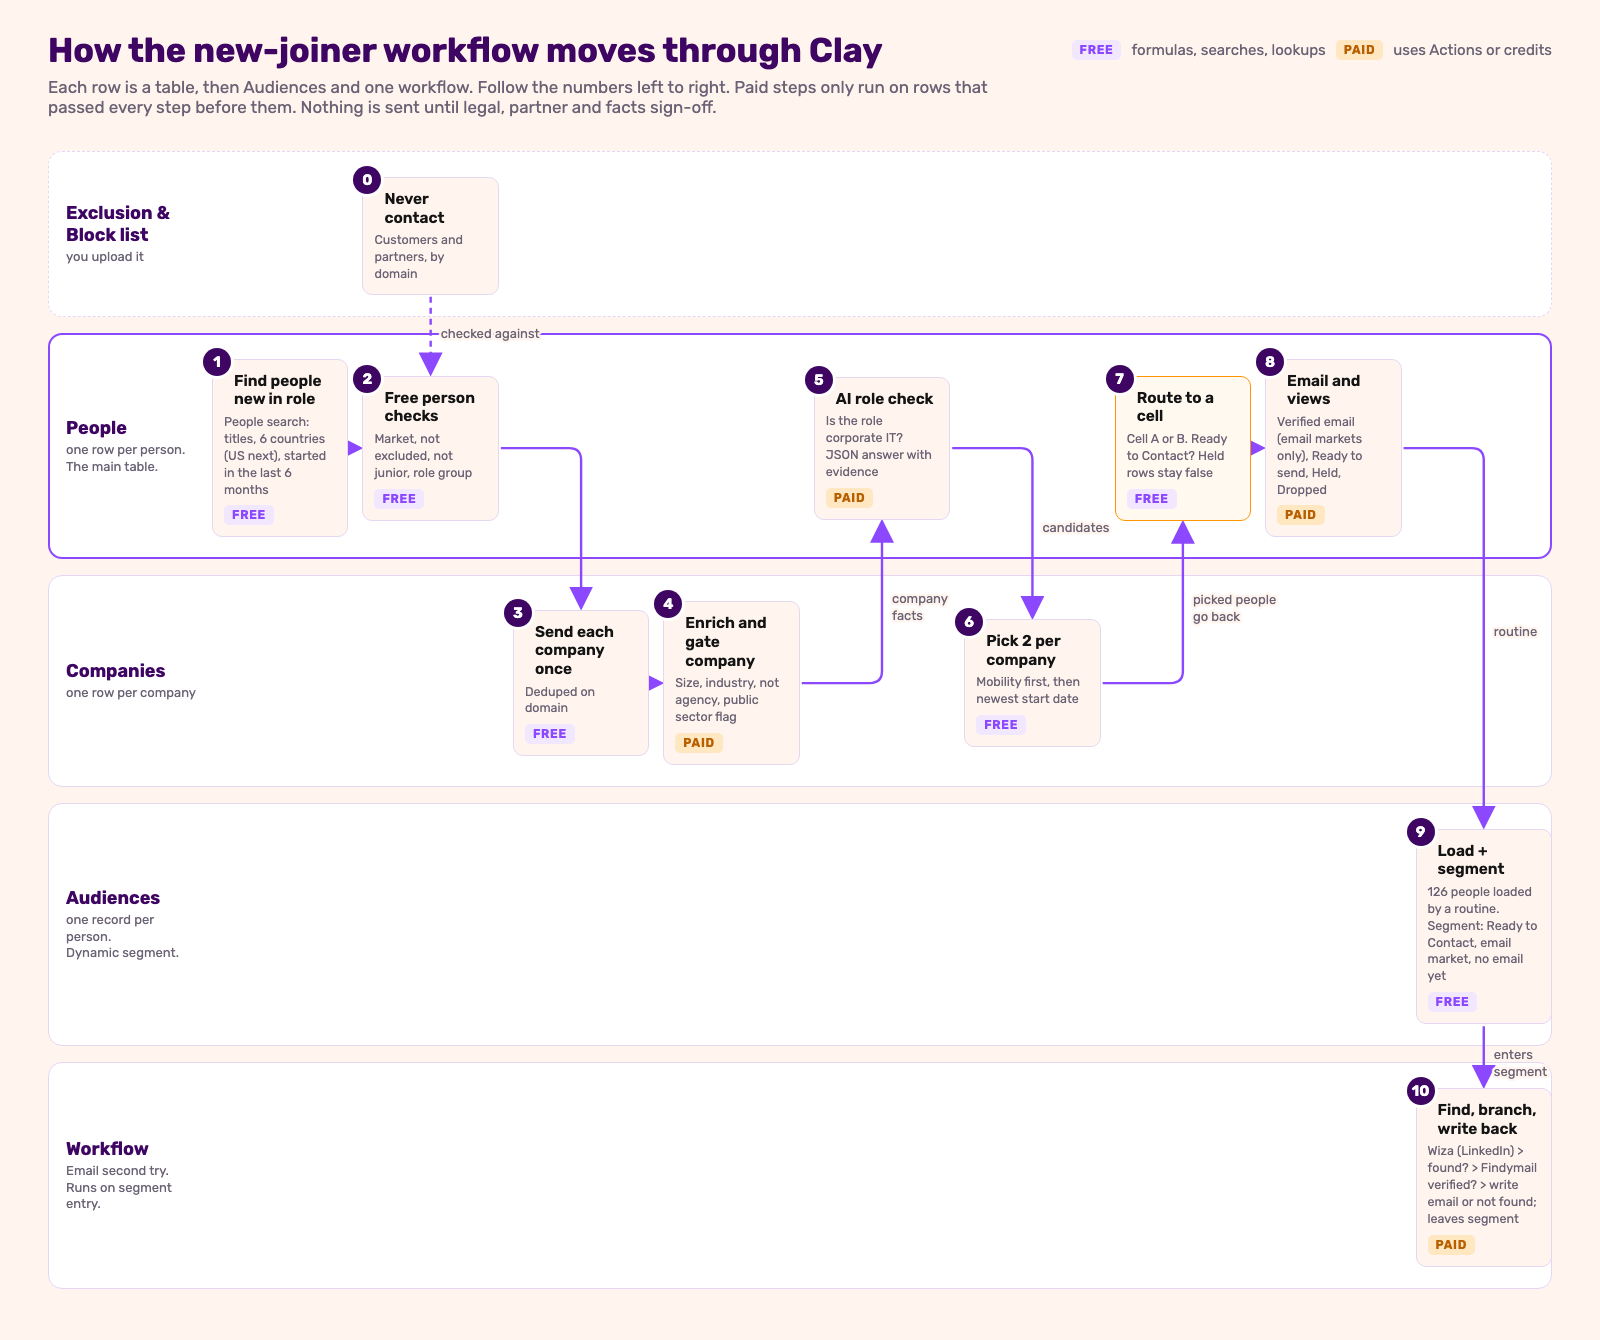 How the new-joiner workflow moves through Clay
FREE formulas, searches, lookups PAID uses Actions or credits
Each row is a table, then Audiences and one workflow. Follow the numbers left to right. Paid steps only run on rows that
passed every step before them. Nothing is sent until legal, partner and facts sign-off.
Exclusion &
Block list
you upload it
0
Never
contact
Customers and
partners, by
domain
checked against
People
one row per person.
The main table.
1
Find people
new in role
People search:
titles, 6 countries
(US next), started
in the last 6
months
FREE
2
Free person
checks
Market, not
excluded, not
junior, role group
FREE
5
AI role check
Is the role
corporate IT?
JSON answer with
evidence
PAID
candidates
7
Route to a
cell
Cell A or B. Ready
to Contact? Held
rows stay false
FREE
8
Email and
views
Verified email
(email markets
only), Ready to
send, Held,
Dropped
PAID
Companies
one row per company
3
Send each
company
once
Deduped on
domain
FREE
4
Enrich and
gate
company
Size, industry, not
agency, public
sector flag
PAID
company
facts
6
Pick 2 per
company
Mobility first, then
newest start date
FREE
picked people
go back
routine
Audiences
one record per
person.
Dynamic segment.
9
Load +
segment
126 people loaded
by a routine.
Segment: Ready to
Contact, email
market, no email
yet
FREE
enters
segment
Workflow
Email second try.
Runs on segment
entry.
10
Find, branch,
write back
Wiza (LinkedIn) >
found? > Findymail
verified? > write
email or not found;
leaves segment
PAID